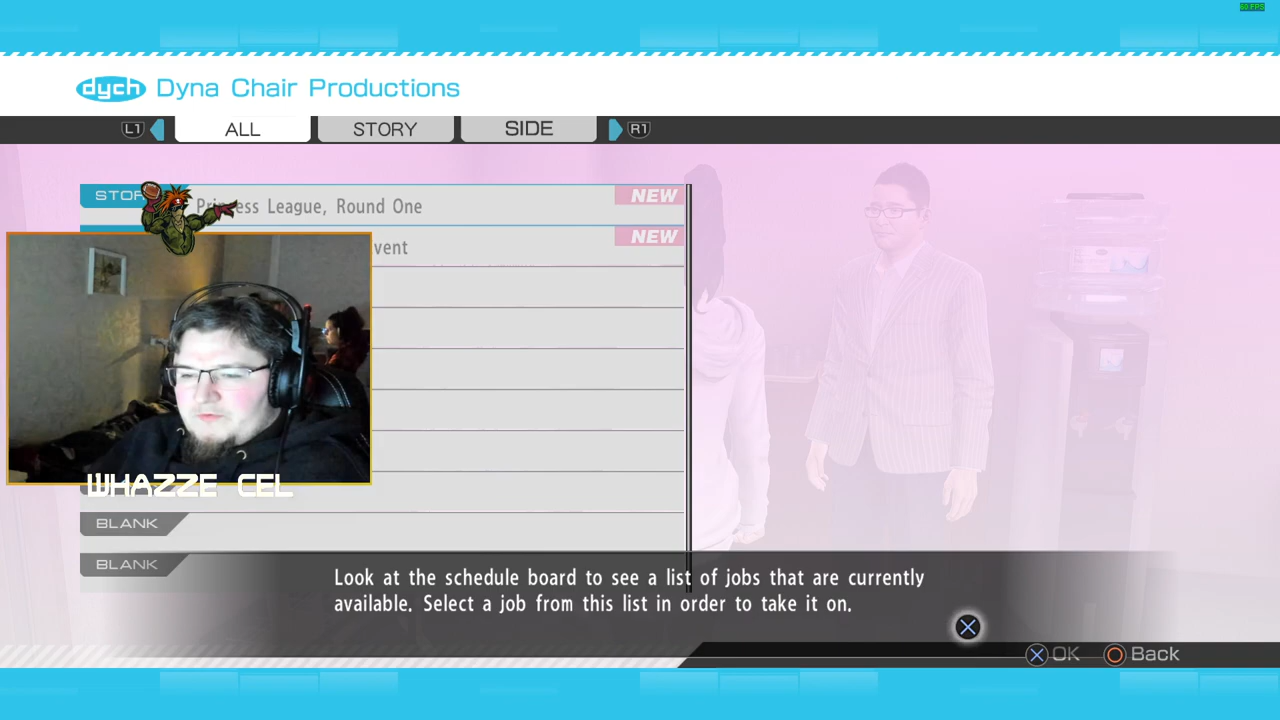 60 FPS
dych Dyna Chair Productions
L1 ALL STORY SIDE R1
STOR
Princess League, Round One NEW
vent NEW
WHAZZE CEL
BLANK
BLANK
Look at the schedule board to see a list of jobs that are currently
available. Select a job from this list in order to take it on.
OK Back